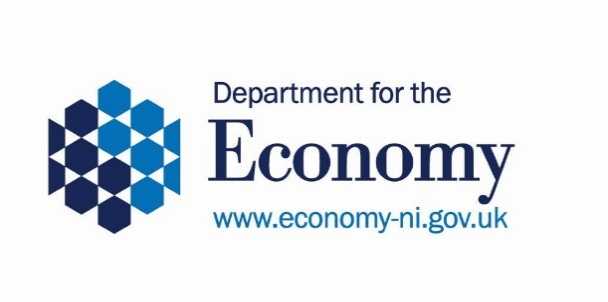 Department for the
Economy
www.economy-ni.gov.uk